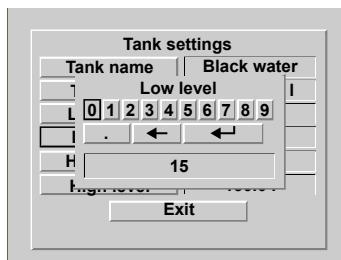 Tank settings
Tank name Black water
T l
Low level
L 0 1 2 3 4 5 6 7 8 9
. ← ↵
H 15
Exit